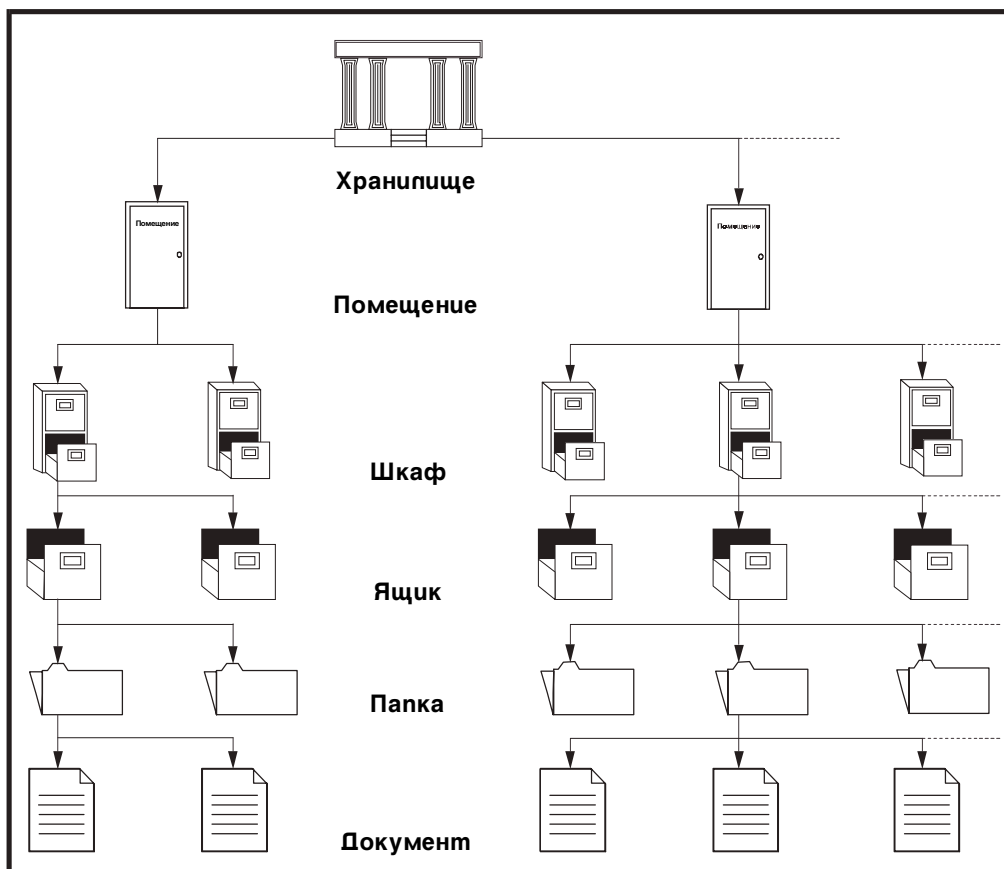 Хранилище
Помещение
Помещение
Помещение
Шкаф
Ящик
Папка
Документ